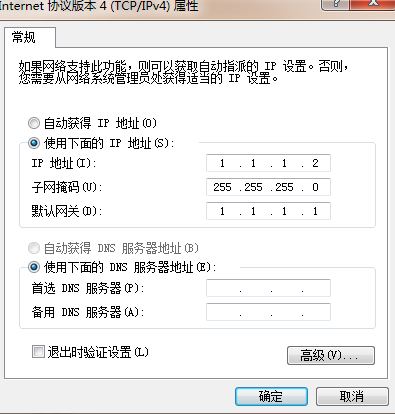 Internet 协议版本 4 (TCP/IPv4) 属性
常规
如果网络支持此功能，则可以获取自动指派的 IP 设置。否则，
您需要从网络系统管理员处获得适当的 IP 设置。
自动获得 IP 地址(O)
使用下面的 IP 地址(S):
IP 地址(I): 1 . 1 . 1 . 2
子网掩码(U): 255 .255 .255 . 0
默认网关(D): 1 . 1 . 1 . 1
自动获得 DNS 服务器地址(B)
使用下面的 DNS 服务器地址(E):
首选 DNS 服务器(P): . . .
备用 DNS 服务器(A): . . .
退出时验证设置(L)
高级(V)...
确定 取消